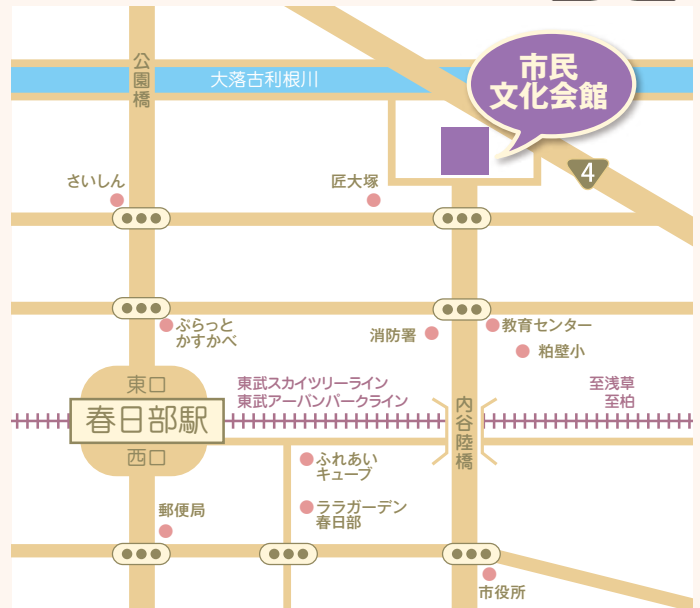 公園橋
大落古利根川
市民
文化会館
4
さいしん
匠大塚
ぷらっと
かすかべ
消防署
教育センター
粕壁小
東口
春日部駅
西口
東武スカイツリーライン
東武アーバンパークライン
至浅草
至柏
内谷陸橋
ふれあい
キューブ
ララガーデン
春日部
郵便局
市役所